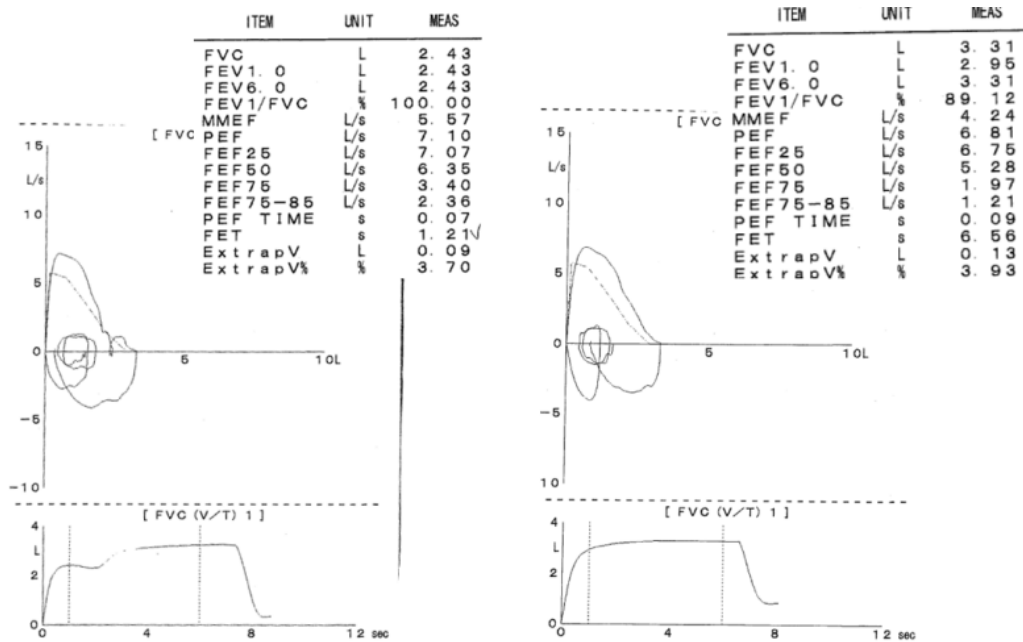 ITEM UNIT MEAS
FVC L 2. 43
FEV1. 0 L 2. 43
FEV6. 0 L 2. 43
FEV1/FVC % 100. 00
MMEF L/s 5. 57
PEF L/s 7. 10
FEF25 L/s 7. 07
FEF50 L/s 6. 35
FEF75 L/s 3. 40
FEF75-85 L/s 2. 36
PEF TIME s 0. 07
FET s 1. 21√
ExtrapV L 0. 09
ExtrapV% % 3. 70
[ FVC
15
L/s
10
5
0
5
10L
-5
-10
[ FVC (V/T) 1 ]
4
L
2
0
0 4 8 12 sec
ITEM UNIT MEAS
FVC L 3. 31
FEV1. 0 L 2. 95
FEV6. 0 L 3. 31
FEV1/FVC % 89. 12
MMEF L/s 4. 24
PEF L/s 6. 81
FEF25 L/s 6. 75
FEF50 L/s 5. 28
FEF75 L/s 1. 97
FEF75-85 L/s 1. 21
PEF TIME s 0. 09
FET s 6. 56
ExtrapV L 0. 13
ExtrapV% % 3. 93
[ FVC
15
L/s
10
5
0
5
10L
-5
10
[ FVC (V/T) 1 ]
4
L
2
0
0 4 8 12 sec